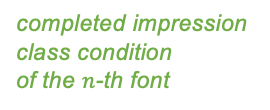 completed impression
class condition
of the n-th font